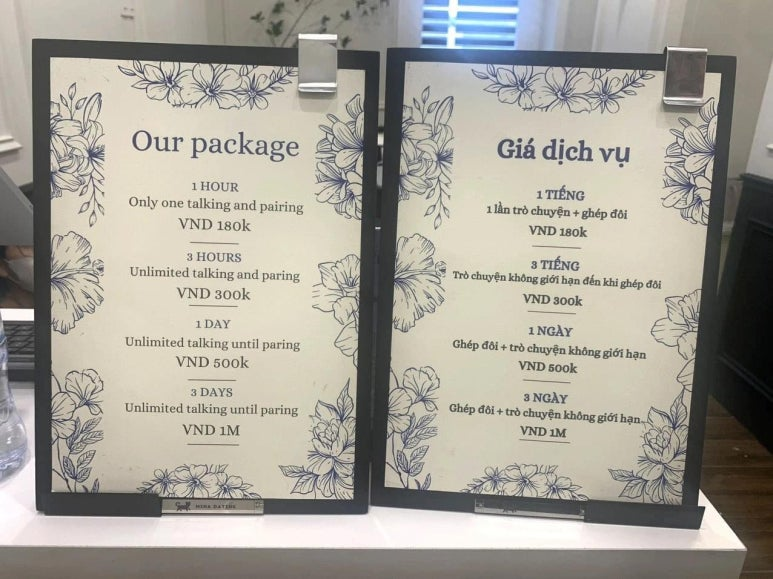 Our package
1 HOUR
Only one talking and pairing
VND 180k
3 HOURS
Unlimited talking and paring
VND 300k
1 DAY
Unlimited talking until paring
VND 500k
3 DAYS
Unlimited talking until paring
VND 1M
Giá dịch vụ
1 TIẾNG
1 lần trò chuyện + ghép đôi
VND 180k
3 TIẾNG
Trò chuyện không giới hạn đến khi ghép đôi
VND 300k
1 NGÀY
Ghép đôi + trò chuyện không giới hạn
VND 500k
3 NGÀY
Ghép đôi + trò chuyện không giới hạn
VND 1M